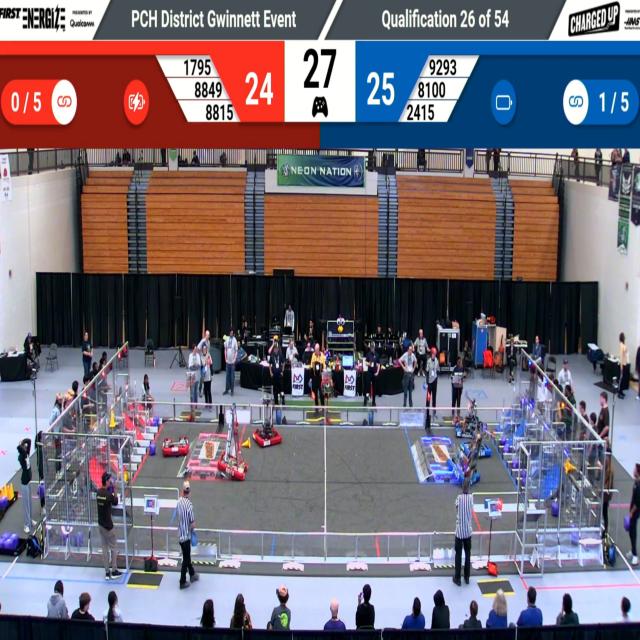 FIRST ENERGIZE PRESENTED BY Qualcomm
PCH District Gwinnett Event
Qualification 26 of 54
CHARGED UP
0 / 5
1795
8849
8815
24
27
25
9293
8100
2415
1 / 5
NEON NATION
FIRST
FIRST